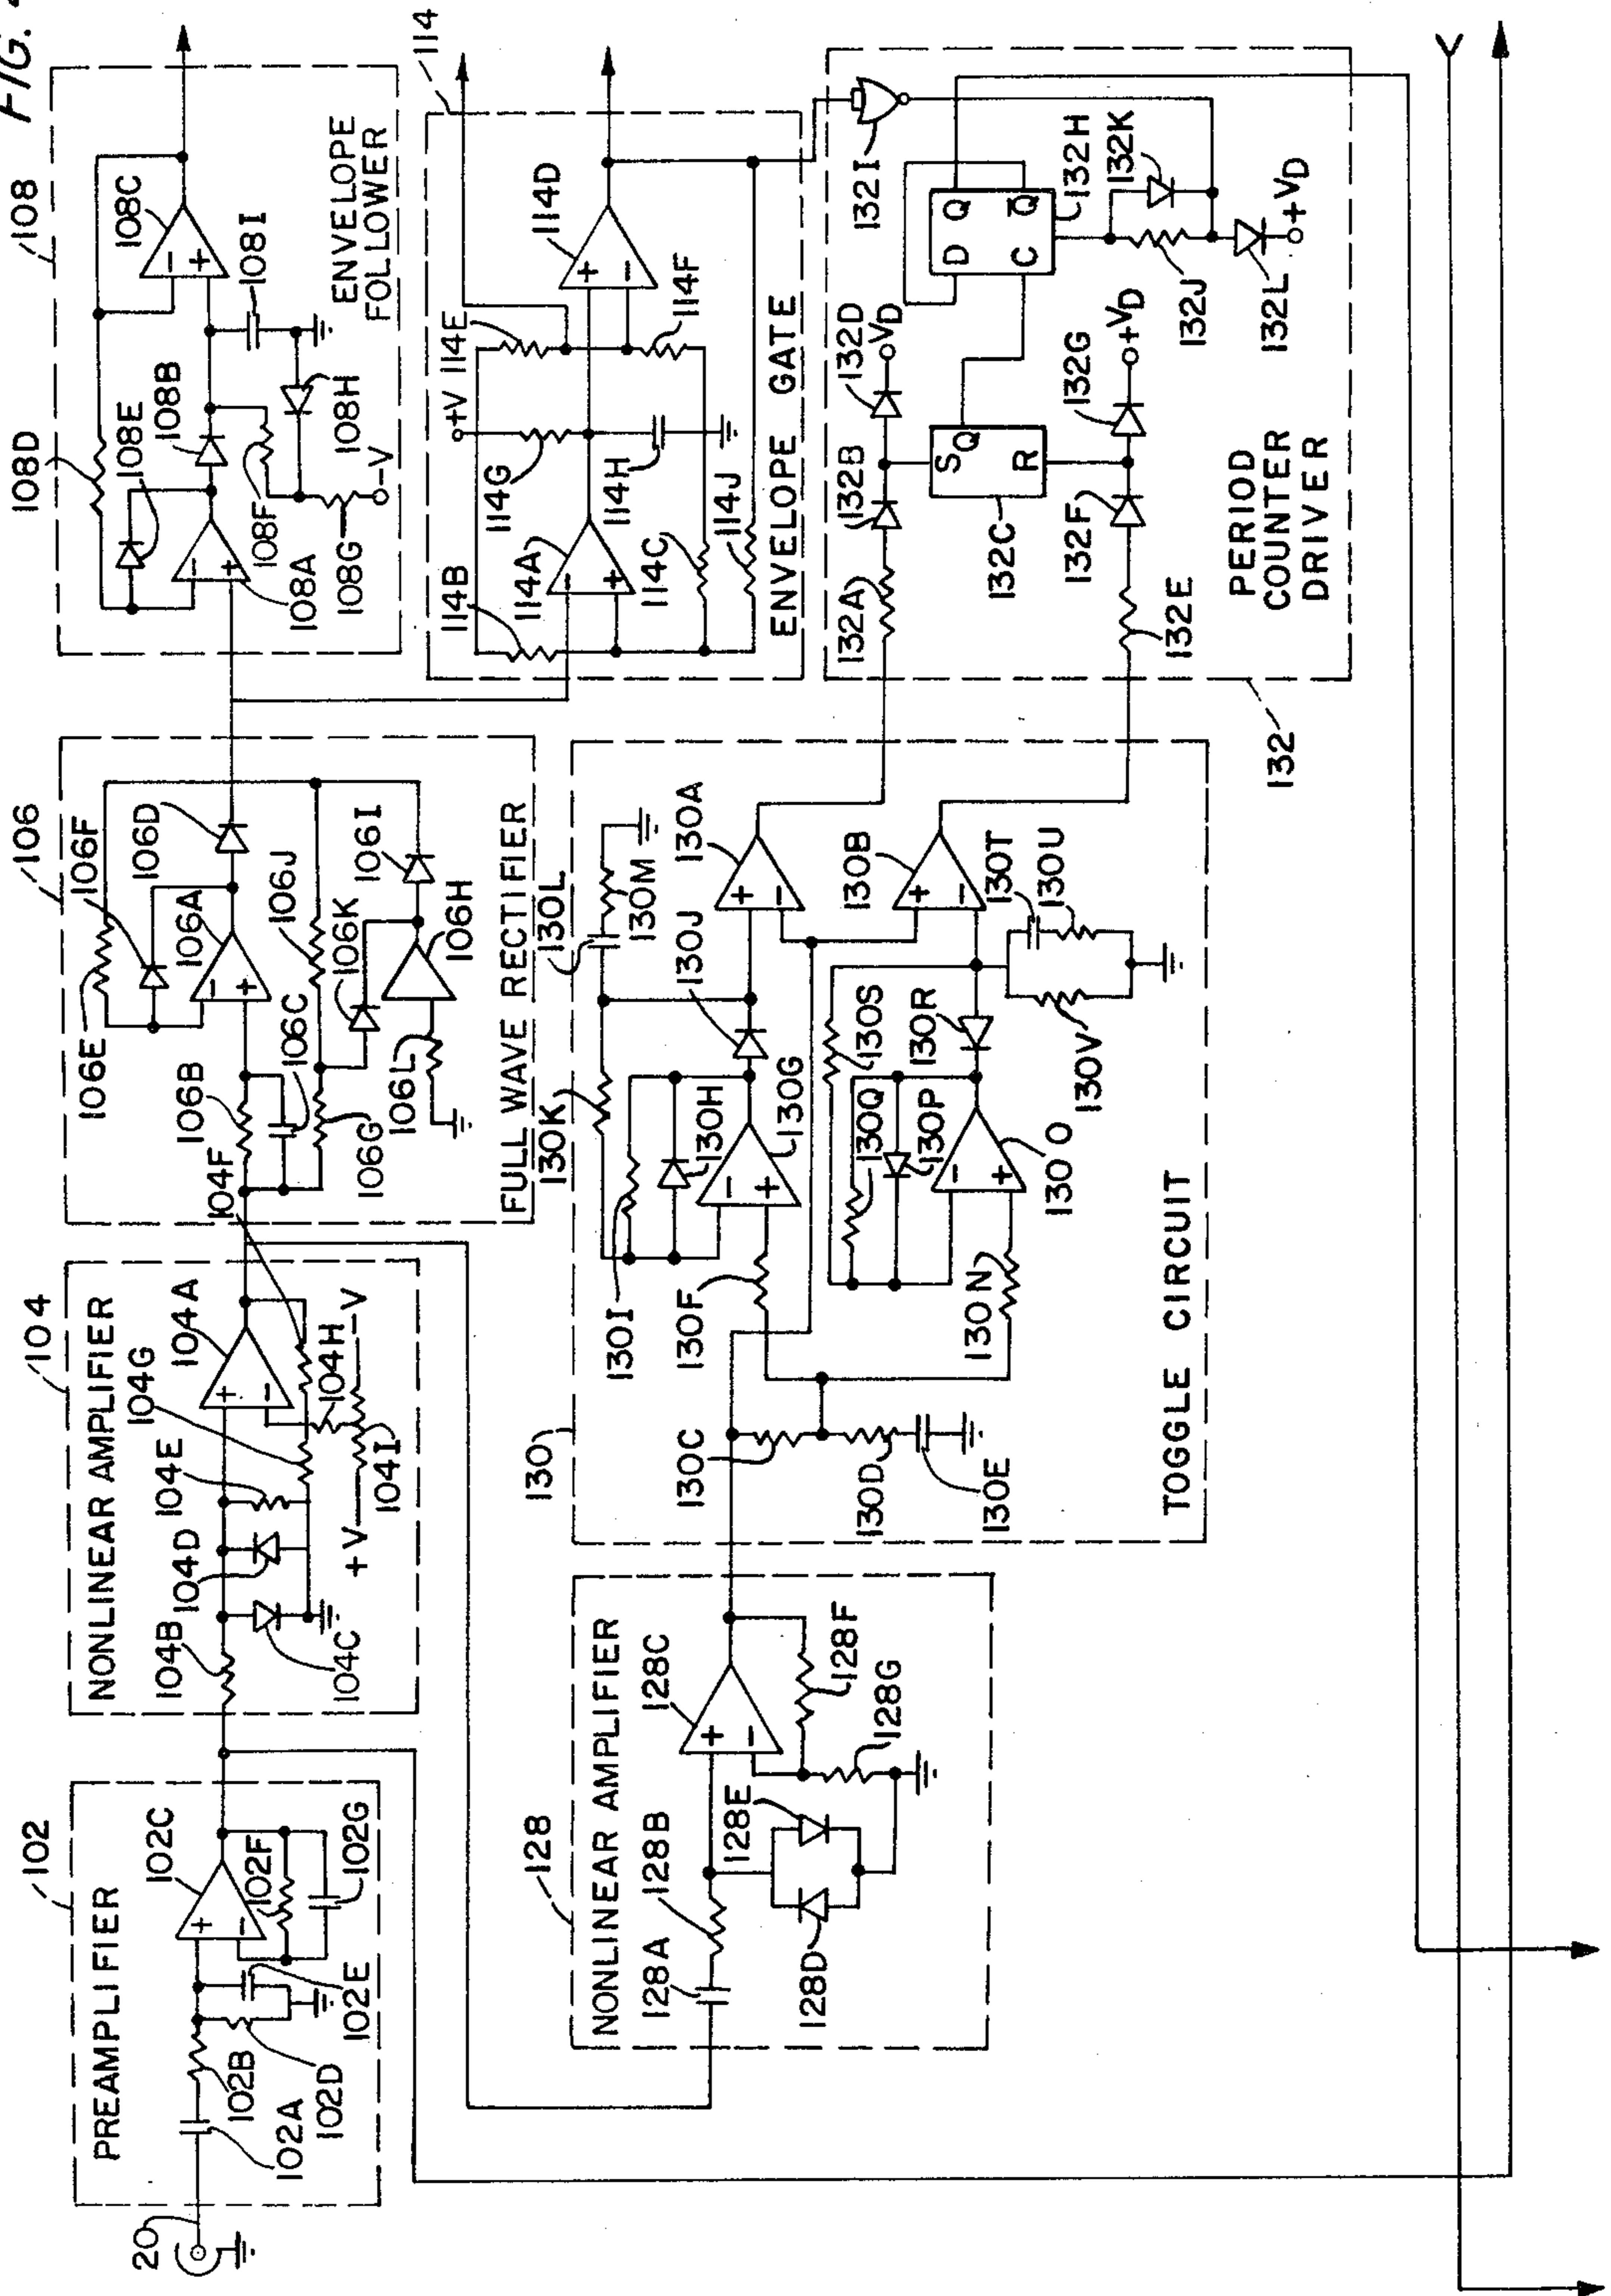 FIG.
102
PREAMPLIFIER
20
102A
102B
102C
102D
102E
102F
102G
+
−
104
NONLINEAR AMPLIFIER
104A
104B
104C
104D
104E
104F
104G
104H
104I
+V
−V
+
−
106
106A
106B
106C
106D
106E
106F
106G
106H
106I
106J
106K
106L
−
+
FULL WAVE RECTIFIER
108
108A
108B
108C
108D
108E
108F
108G
108H
108I
−V
−
+
−
+
ENVELOPE
FOLLOWER
114
114A
114B
114C
114D
114E
114F
114G
114H
114J
+V
−
+
+
−
ENVELOPE GATE
128
NONLINEAR AMPLIFIER
128A
128B
128C
128D
128E
128F
128G
+
−
130
130A
130B
130C
130D
130E
130F
130G
130H
130I
130J
130K
130L
130M
130N
130O
130P
130Q
130R
130S
130T
130U
130V
+
−
+
−
−
+
−
+
TOGGLE CIRCUIT
132
132A
132B
132C
132D
132E
132F
132G
132H
132I
132J
132K
132L
VD
+VD
+VD
S
Q
R
D
Q
C
Q̅
PERIOD
COUNTER
DRIVER